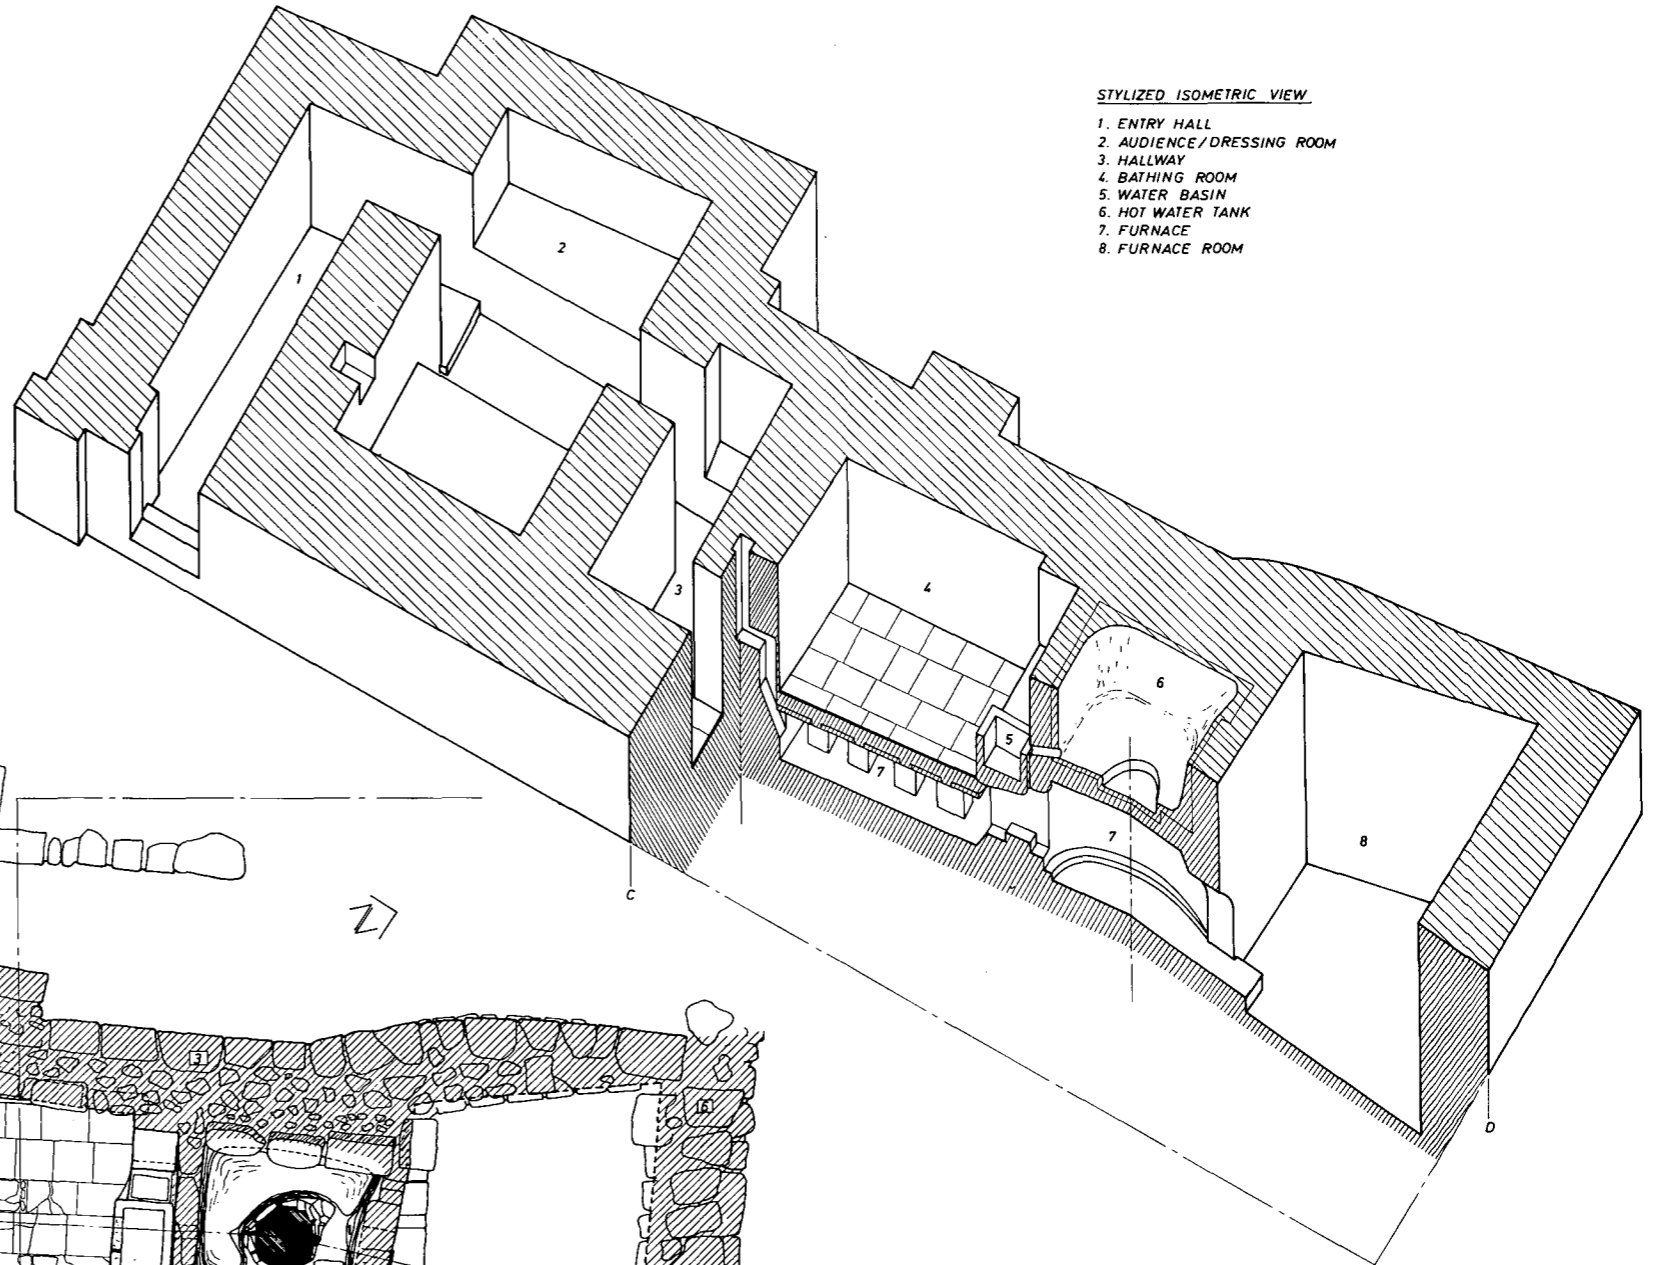 STYLIZED ISOMETRIC VIEW
1. ENTRY HALL
2. AUDIENCE/DRESSING ROOM
3. HALLWAY
4. BATHING ROOM
5. WATER BASIN
6. HOT WATER TANK
7. FURNACE
8. FURNACE ROOM
2
1
3
4
6
5
7
7
8
C
N
D
3
6